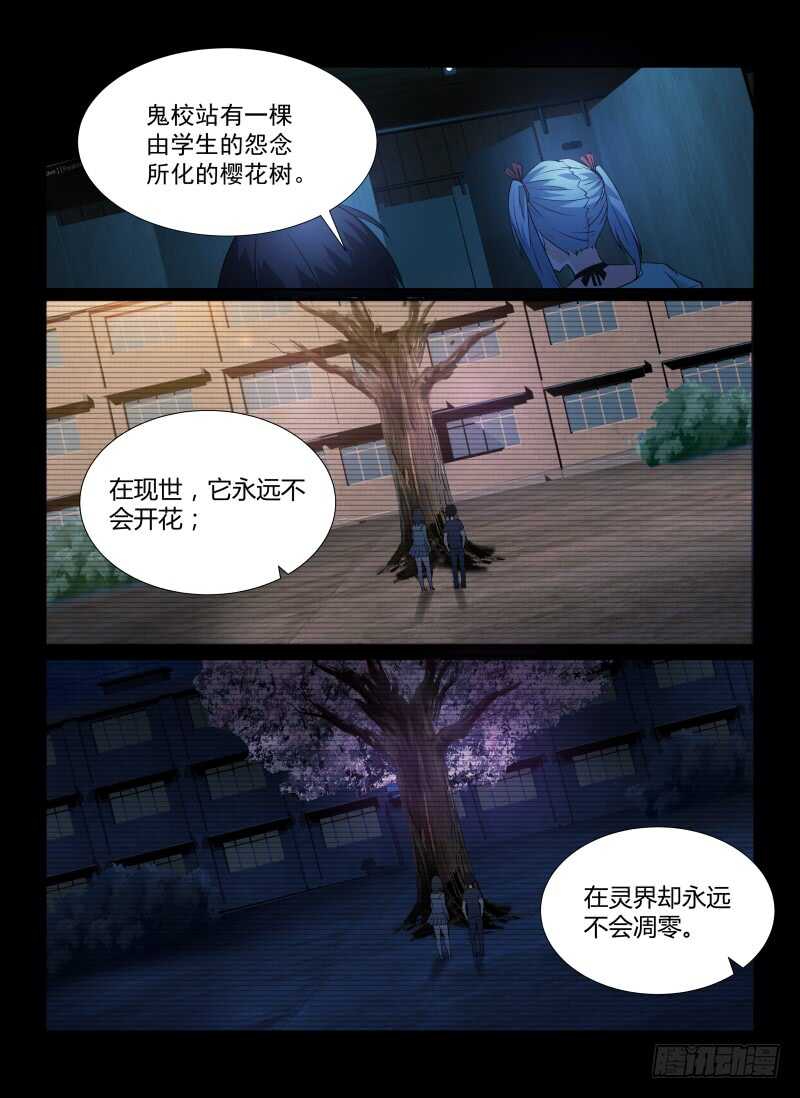 鬼校站有一棵
由学生的怨念
所化的樱花树。
在现世，它永远不
会开花；
在灵界却永远
不会凋零。
腾讯动漫